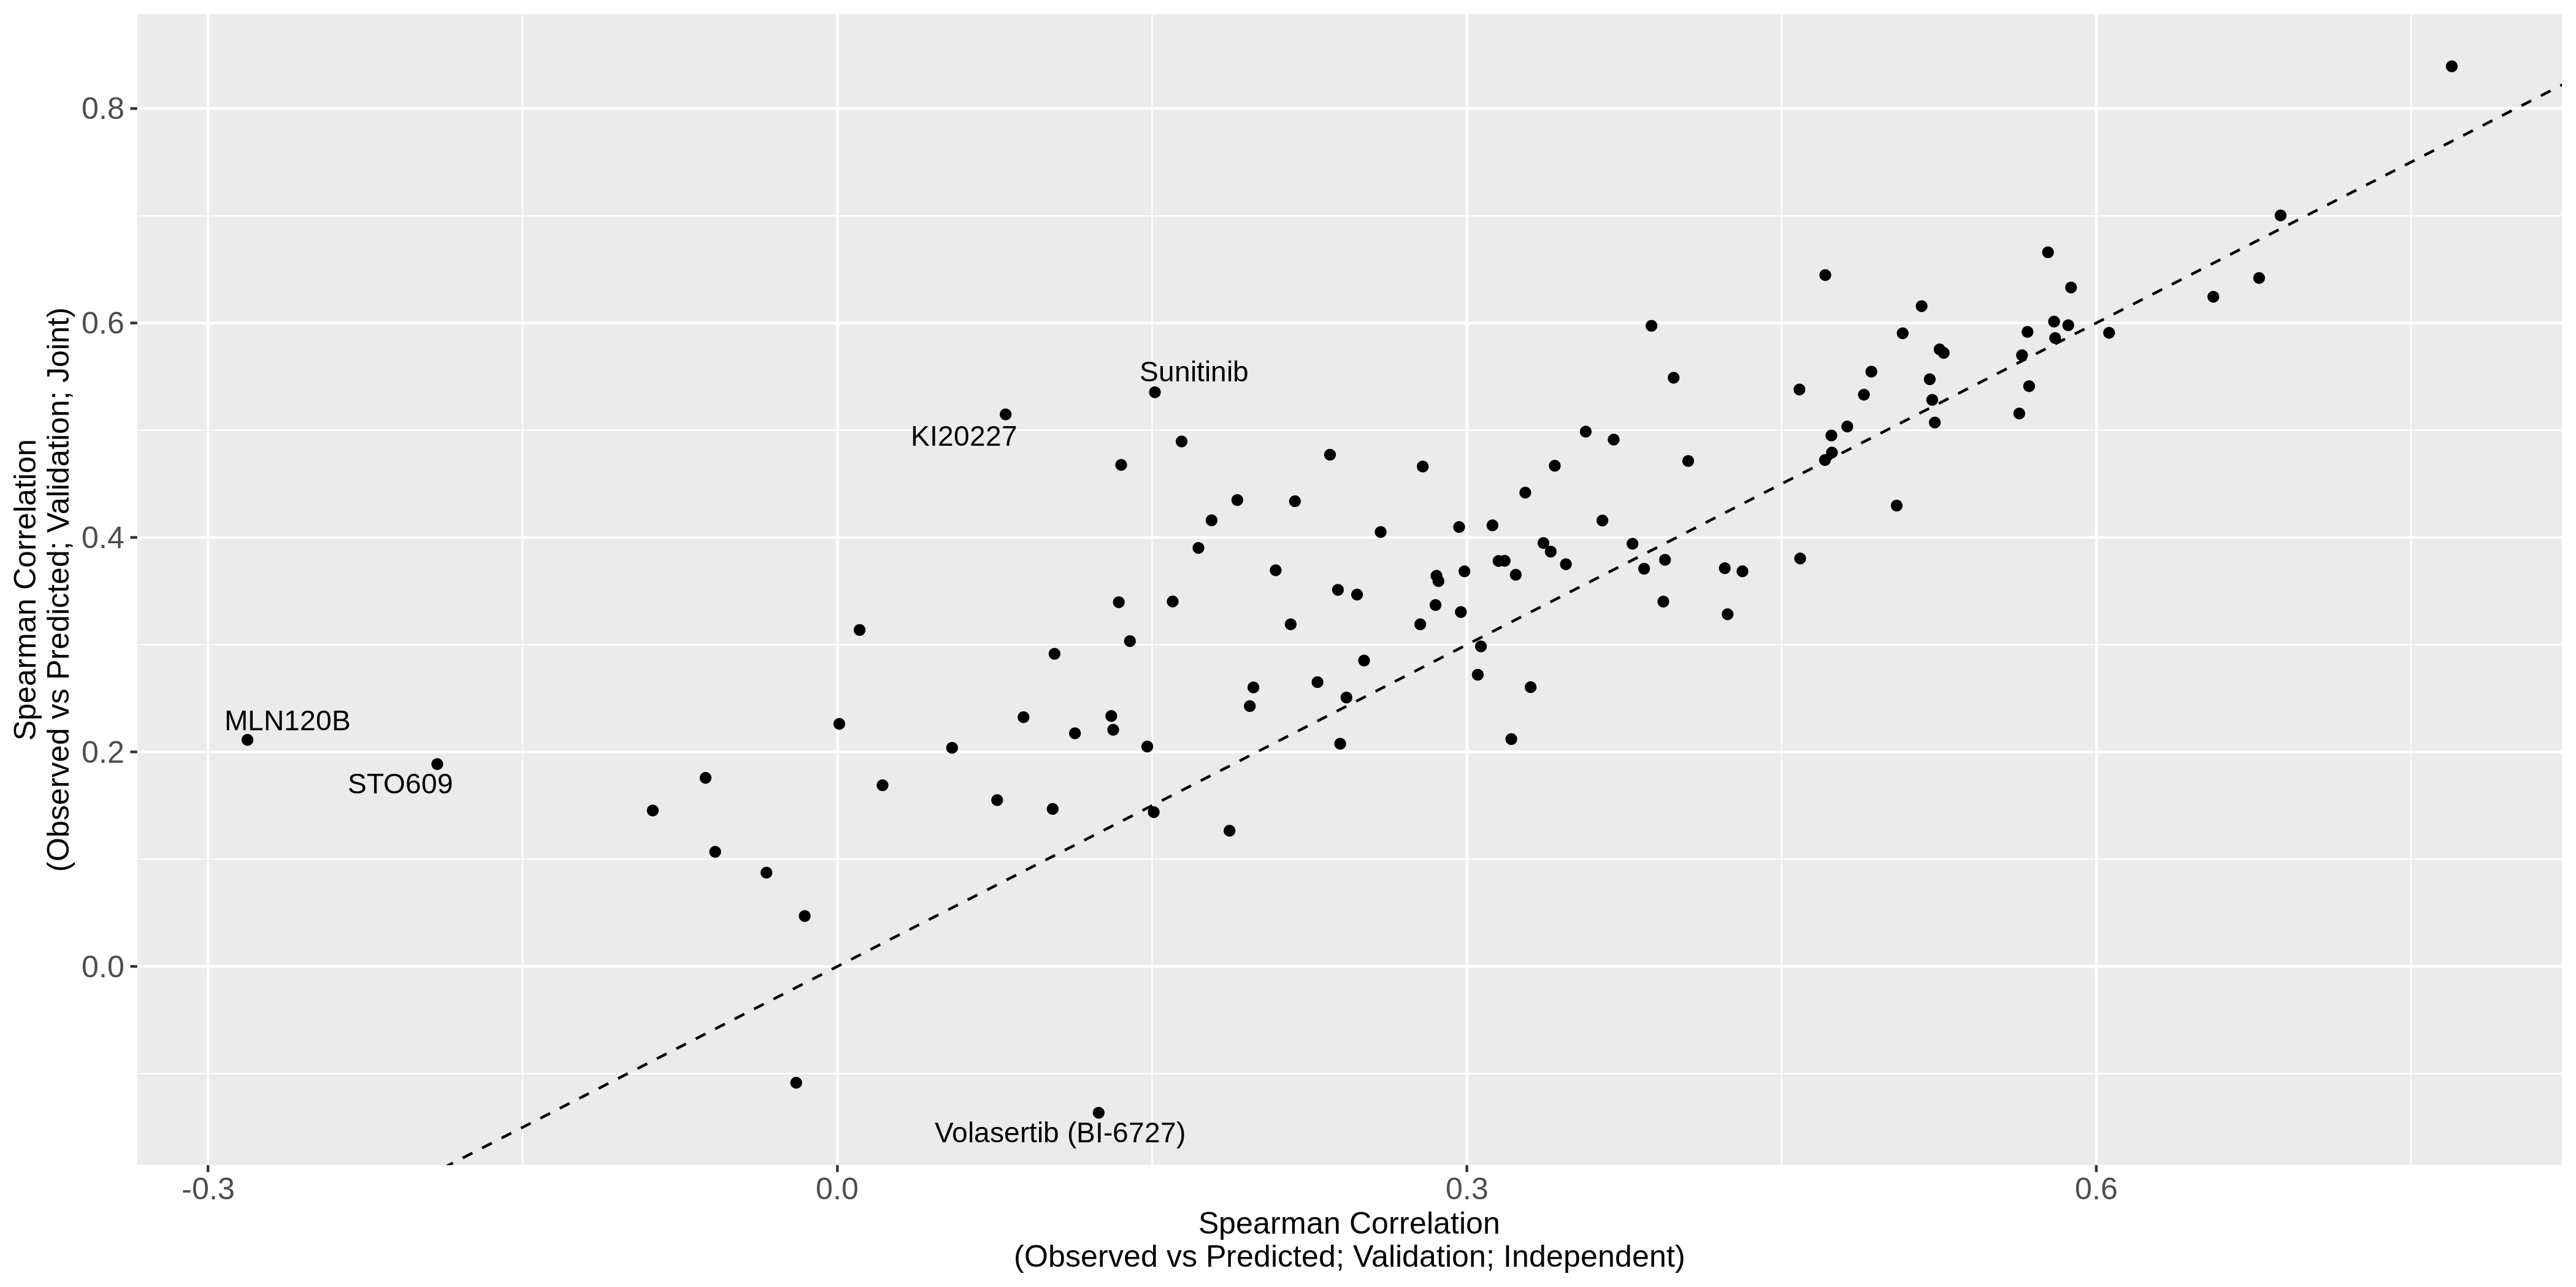 Spearman Correlation
(Observed vs Predicted; Validation; Joint)
0.8
0.6
0.4
0.2
0.0
Sunitinib
KI20227
MLN120B
STO609
Volasertib (BI-6727)
-0.3
0.0
0.3
0.6
Spearman Correlation
(Observed vs Predicted; Validation; Independent)